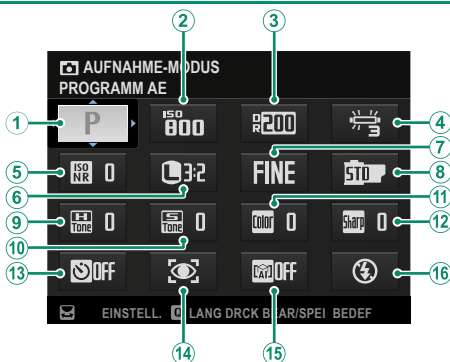 ② ③
AUFNAHME-MODUS
PROGRAMM AE
① P ISO 800 DR 200 3 ④
⑦
⑤ ISO NR 0 L 3:2 FINE STD ⑧
⑥ ⑪
⑨ H Tone 0 S Tone 0 Color 0 Sharp 0 ⑫
⑩
⑬ OFF AF OFF ⑯
EINSTELL. Q LANG DRCK BEAR/SPEI BEDEF
⑭ ⑮